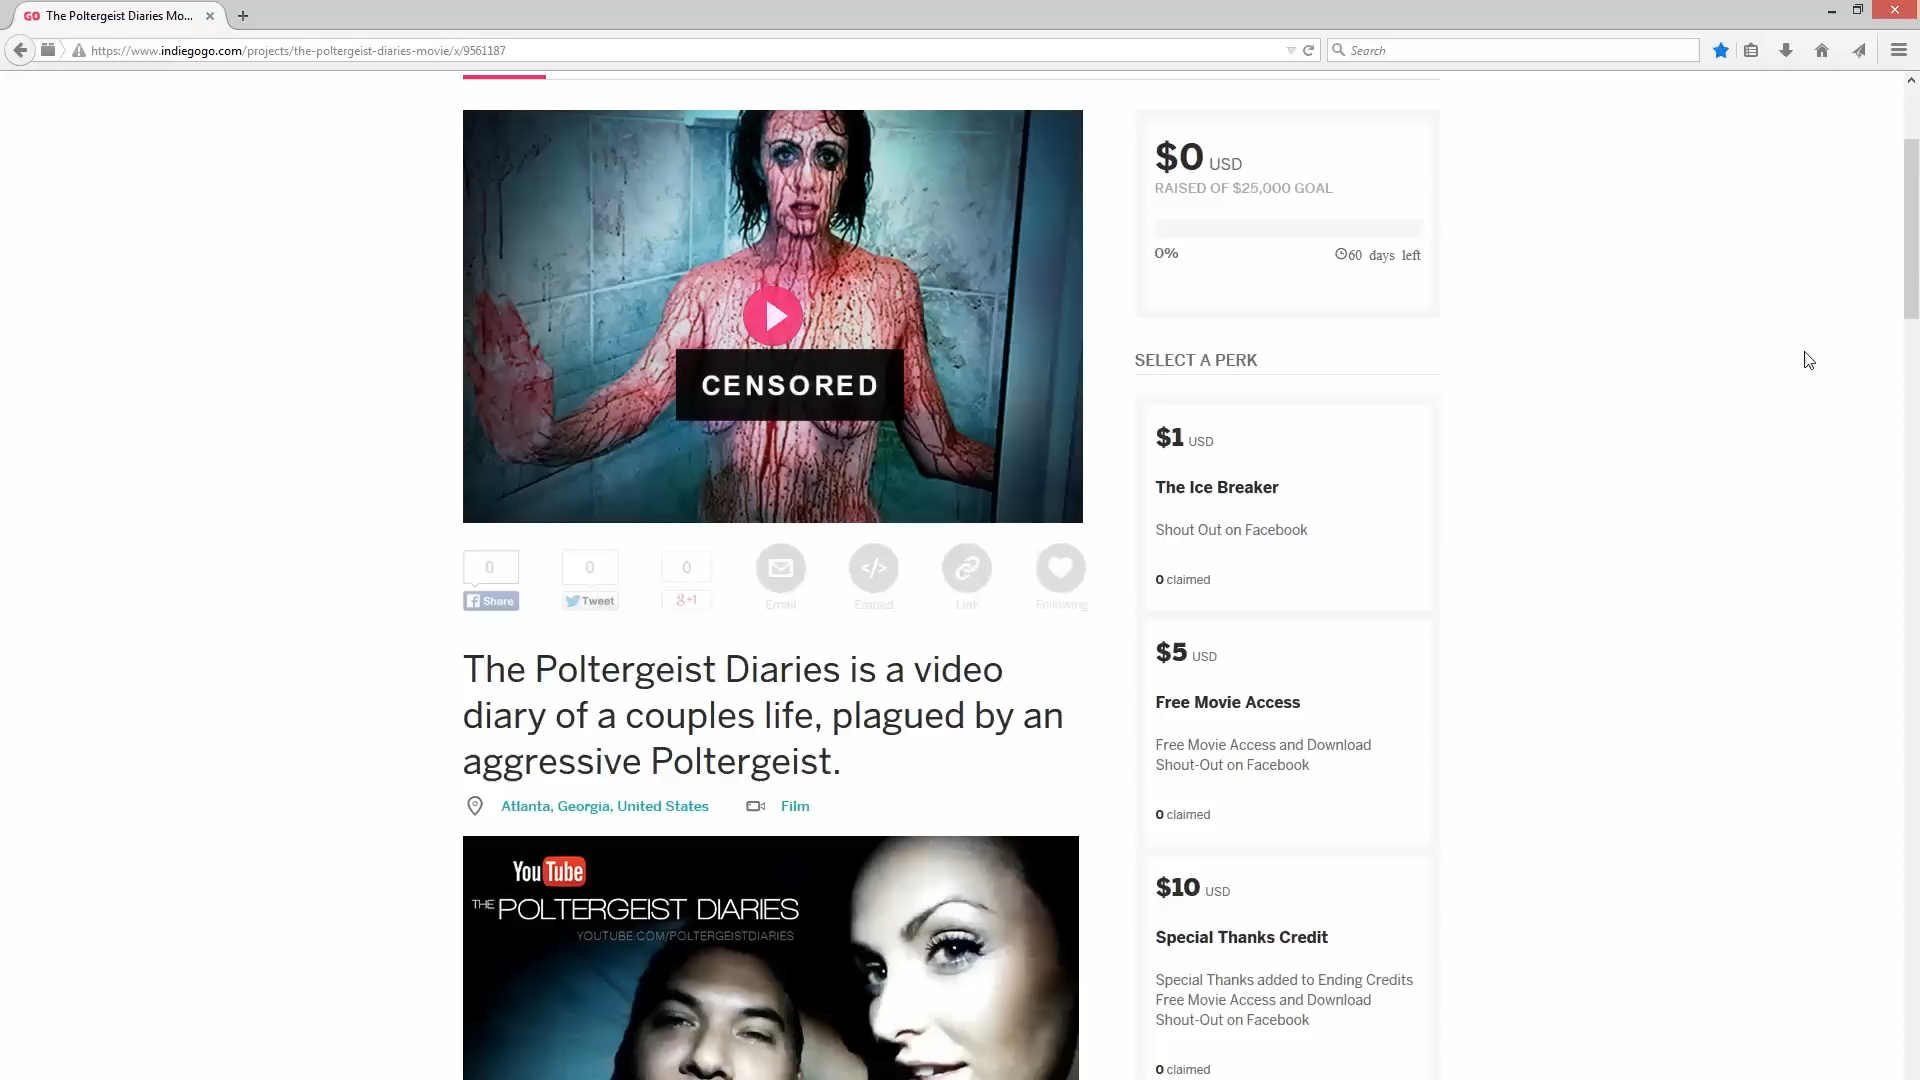 GO The Poltergeist Diaries Mo...
https://www.indiegogo.com/projects/the-poltergeist-diaries-movie/x/9561187
Search
CENSORED
0
0
0
Share
Tweet
g+1
Email
Embed
Link
Following
The Poltergeist Diaries is a video
diary of a couples life, plagued by an
aggressive Poltergeist.
Atlanta, Georgia, United States
Film
YouTube
THE POLTERGEIST DIARIES
YOUTUBE.COM/POLTERGEISTDIARIES
$0 USD
RAISED OF $25,000 GOAL
0%
60 days left
SELECT A PERK
$1 USD
The Ice Breaker
Shout Out on Facebook
0 claimed
$5 USD
Free Movie Access
Free Movie Access and Download
Shout-Out on Facebook
0 claimed
$10 USD
Special Thanks Credit
Special Thanks added to Ending Credits
Free Movie Access and Download
Shout-Out on Facebook
0 claimed